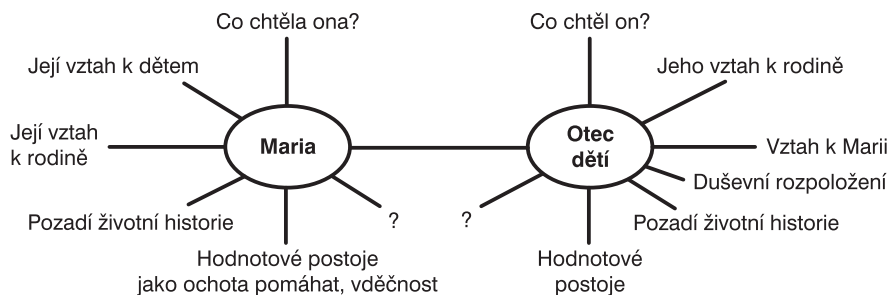 Co chtěla ona?
Co chtěl on?
Její vztah k dětem
Jeho vztah k rodině
Její vztah
k rodině
Maria
Otec
dětí
Vztah k Marii
Duševní rozpoložení
Pozadí životní historie
?
?
Pozadí životní historie
Hodnotové postoje
jako ochota pomáhat, vděčnost
Hodnotové
postoje